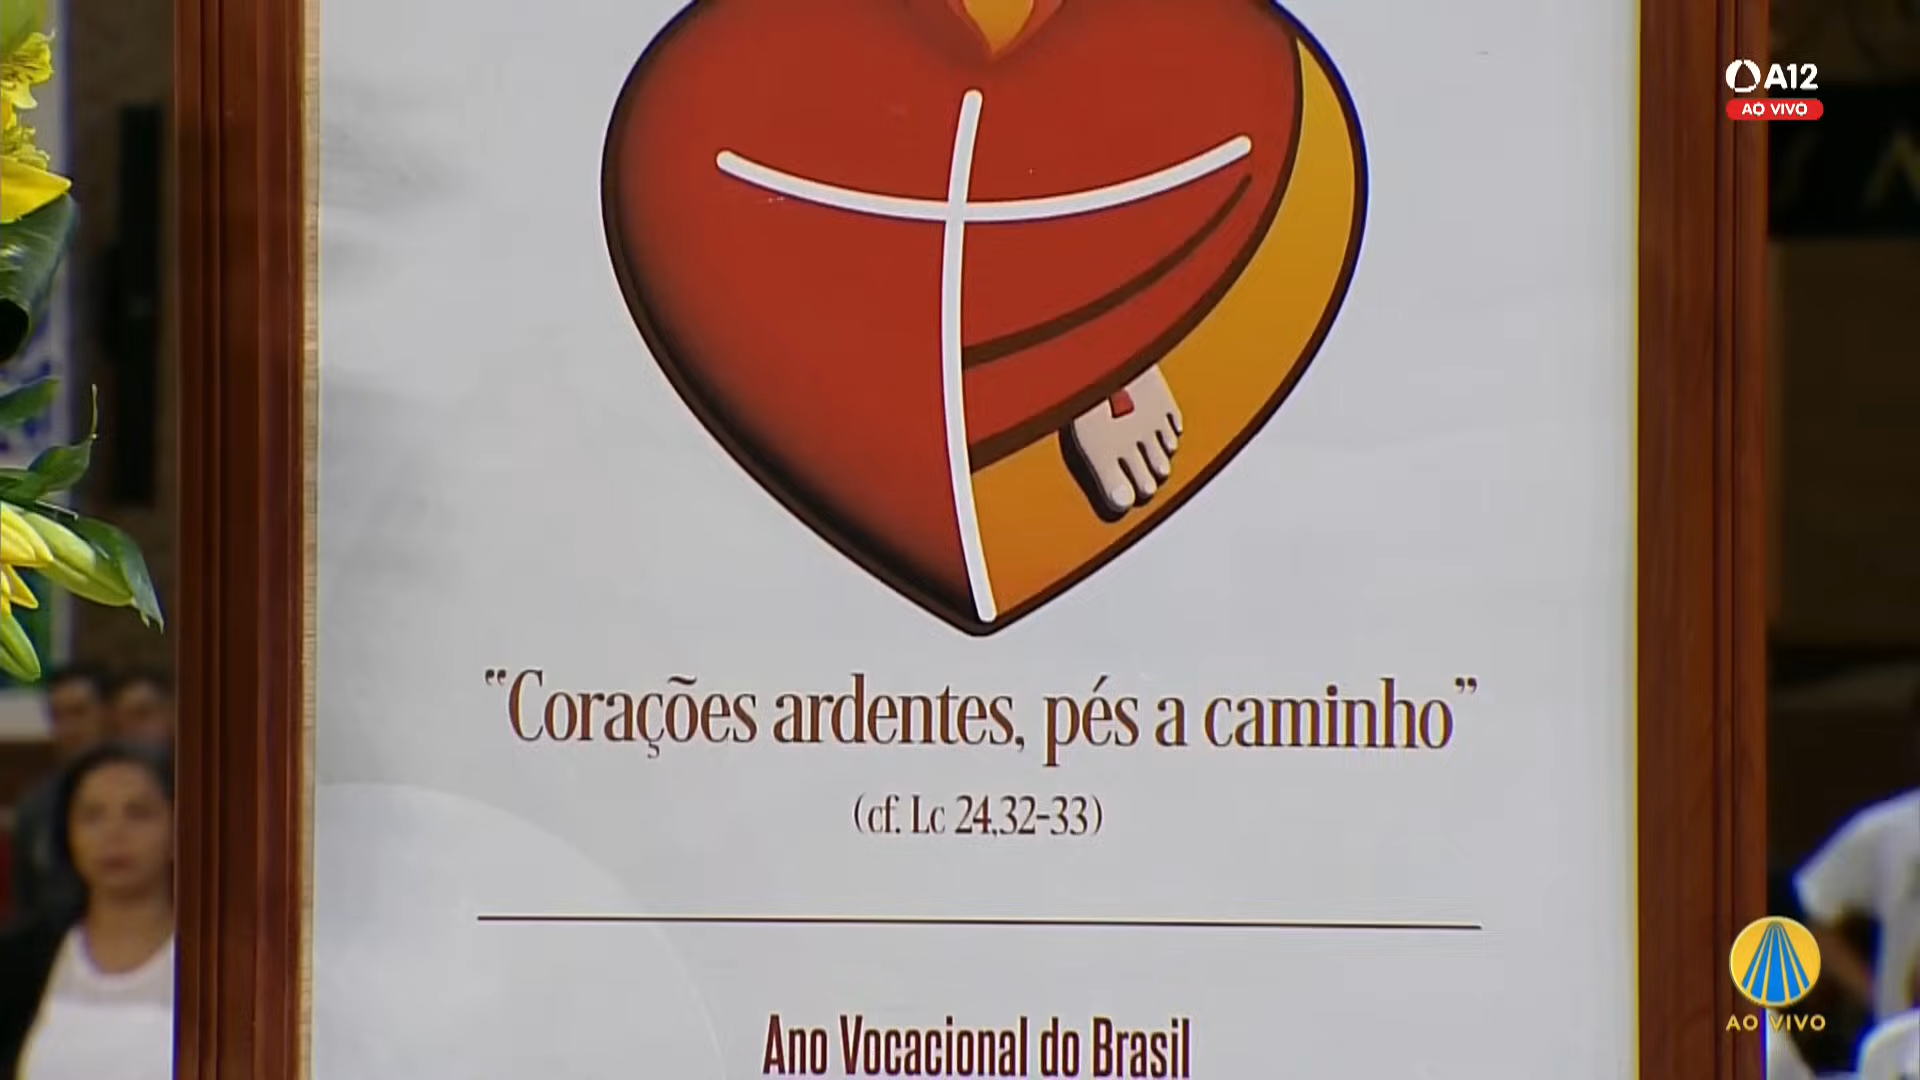 A12
AO VIVO
“Corações ardentes, pés a caminho”
(cf. Lc 24,32-33)
Ano Vocacional do Brasil
AO VIVO